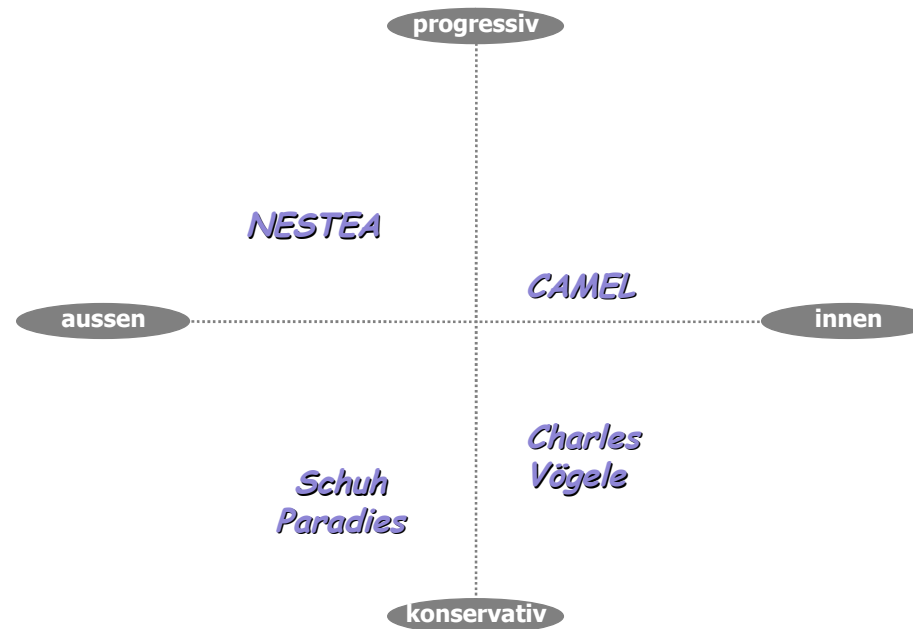 progressiv
NESTEA
CAMEL
aussen
innen
Charles
Vögele
Schuh
Paradies
konservativ